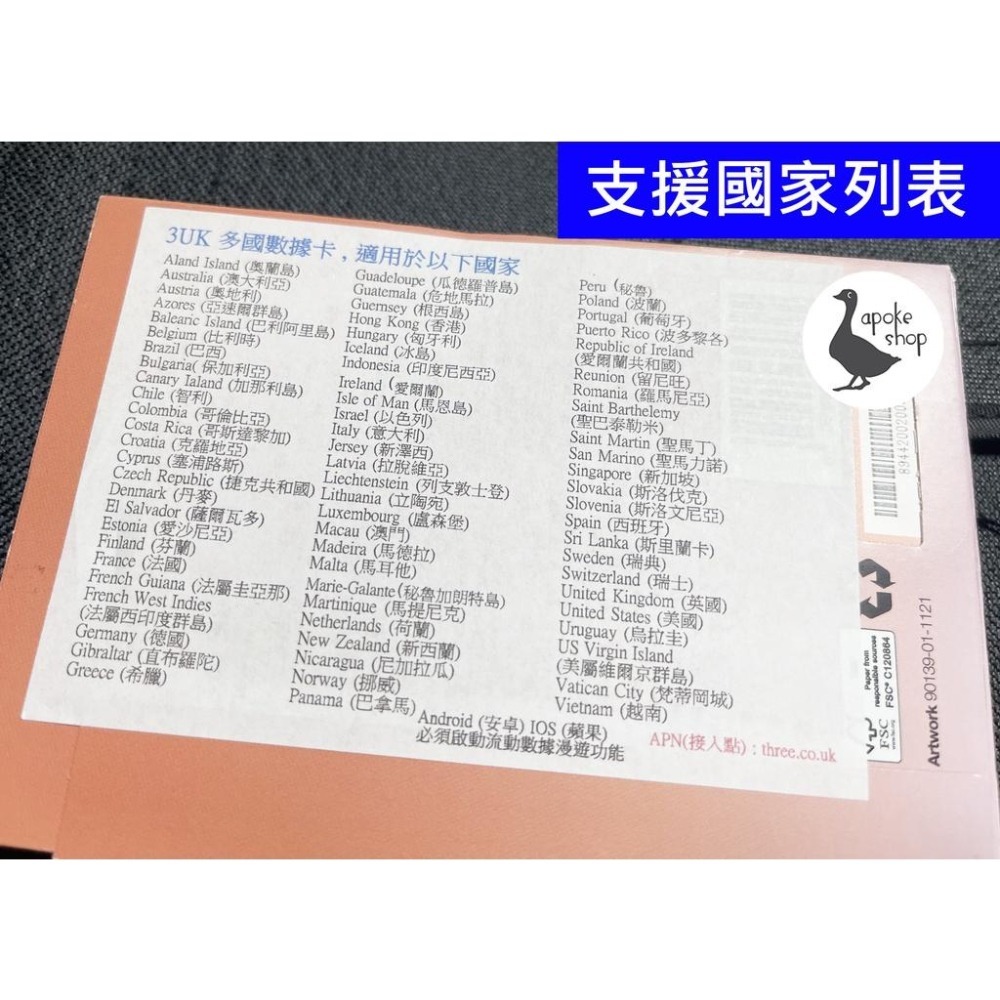 支援國家列表
apoke
shop
3UK 多國數據卡，適用於以下國家
Aland Island (奧蘭島)
Australia (澳大利亞)
Austria (奧地利)
Azores (亞速爾群島)
Balearic Island (巴利阿里島)
Belgium (比利時)
Brazil (巴西)
Bulgaria( 保加利亞)
Canary Ialand (加那利島)
Chile (智利)
Colombia (哥倫比亞)
Costa Rica (哥斯達黎加)
Croatia (克羅地亞)
Cyprus (塞浦路斯)
Czech Republic (捷克共和國)
Denmark (丹麥)
El Salvador (薩爾瓦多)
Estonia (愛沙尼亞)
Finland (芬蘭)
France (法國)
French Guiana (法屬圭亞那)
French West Indies
(法屬西印度群島)
Germany (德國)
Gibraltar (直布羅陀)
Greece (希臘)
Guadeloupe (瓜德羅普島)
Guatemala (危地馬拉)
Guernsey (根西島)
Hong Kong (香港)
Hungary (匈牙利)
Iceland (冰島)
Indonesia (印度尼西亞)
Ireland (愛爾蘭)
Isle of Man (馬恩島)
Israel (以色列)
Italy (意大利)
Jersey (新澤西)
Latvia (拉脫維亞)
Liechtenstein (列支敦士登)
Lithuania (立陶宛)
Luxembourg (盧森堡)
Macau (澳門)
Madeira (馬德拉)
Malta (馬耳他)
Marie-Galante (秘魯加朗特島)
Martinique (馬提尼克)
Netherlands (荷蘭)
New Zealand (新西蘭)
Nicaragua (尼加拉瓜)
Norway (挪威)
Panama (巴拿馬)
Peru (秘魯)
Poland (波蘭)
Portugal (葡萄牙)
Puerto Rico (波多黎各)
Republic of Ireland
(愛爾蘭共和國)
Reunion (留尼旺)
Romania (羅馬尼亞)
Saint Barthelemy
(聖巴泰勒米)
Saint Martin (聖馬丁)
San Marino (聖馬力諾)
Singapore (新加坡)
Slovakia (斯洛伐克)
Slovenia (斯洛文尼亞)
Spain (西班牙)
Sri Lanka (斯里蘭卡)
Sweden (瑞典)
Switzerland (瑞士)
United Kingdom (英國)
United States (美國)
Uruguay (烏拉圭)
US Virgin Island
(美屬維爾京群島)
Vatican City (梵蒂岡城)
Vietnam (越南)
Android (安卓) IOS (蘋果)
必須啟動流動數據漫遊功能
APN(接入點) : three.co.uk
FSC
Paper from
responsible sources
FSC® C120864
Artwork 90139-01-1121